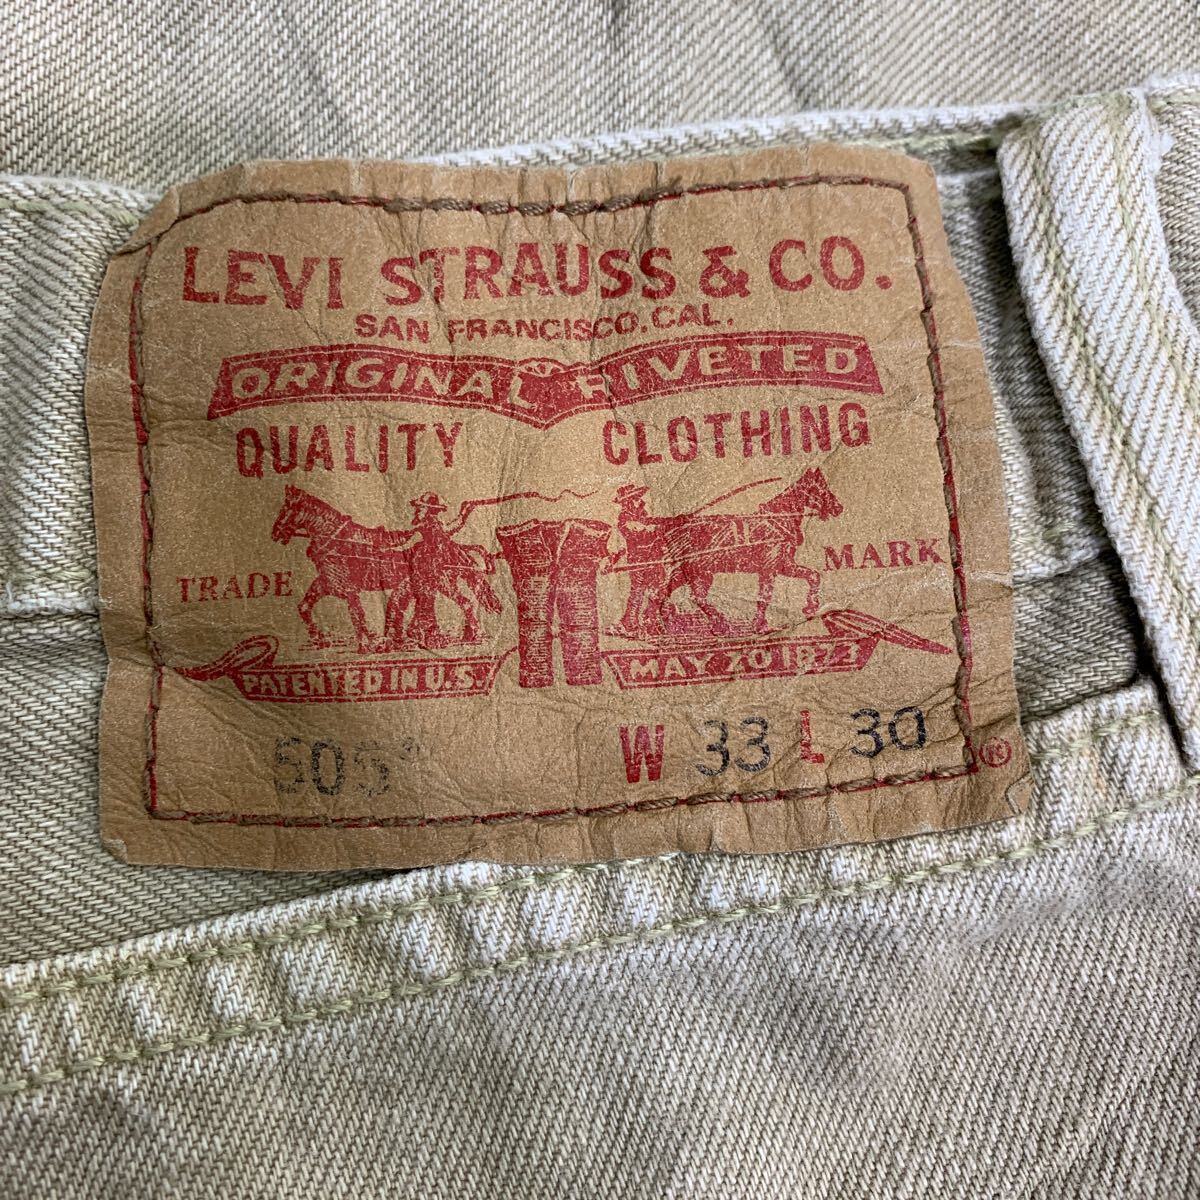 LEVI STRAUSS & CO.
SAN FRANCISCO. CAL.
ORIGINAL RIVETED
QUALITY CLOTHING
TRADE MARK
PATENTED IN U.S. MAY 20 1873
505 W 33 L 30 ®